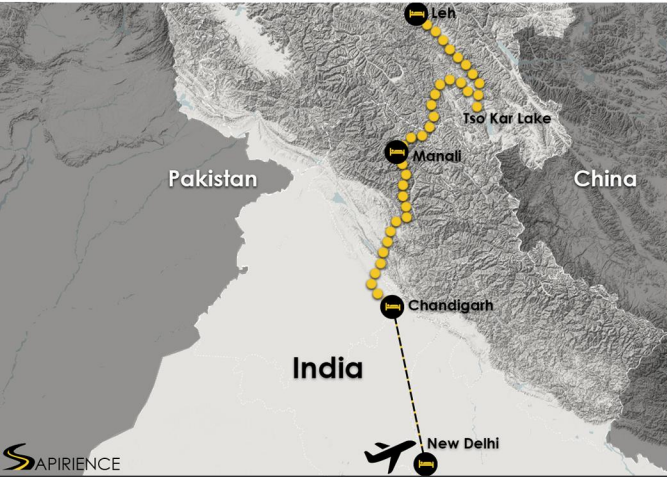 Leh
Tso Kar Lake
Manali
Pakistan
China
Chandigarh
India
New Delhi
SAPIRIENCE